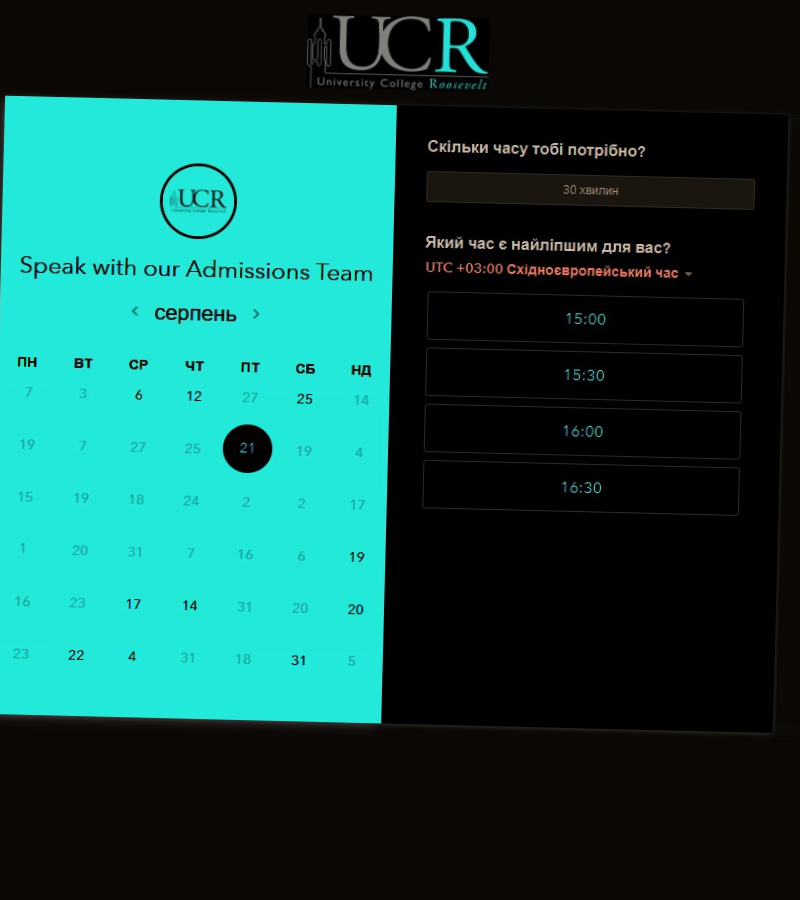 UCR
University College Roosevelt
UCR
University College Roosevelt
Speak with our Admissions Team
серпень
ПН ВТ СР ЧТ ПТ СБ НД
7 3 6 12 27 25 14
19 7 27 25 21 19 4
15 19 18 24 2 2 17
1 20 31 7 16 6 19
16 23 17 14 31 20 20
23 22 4 31 18 31 5
Скільки часу тобі потрібно?
30 хвилин
Який час є найліпшим для вас?
UTC +03:00 Східноєвропейський час
15:00
15:30
16:00
16:30